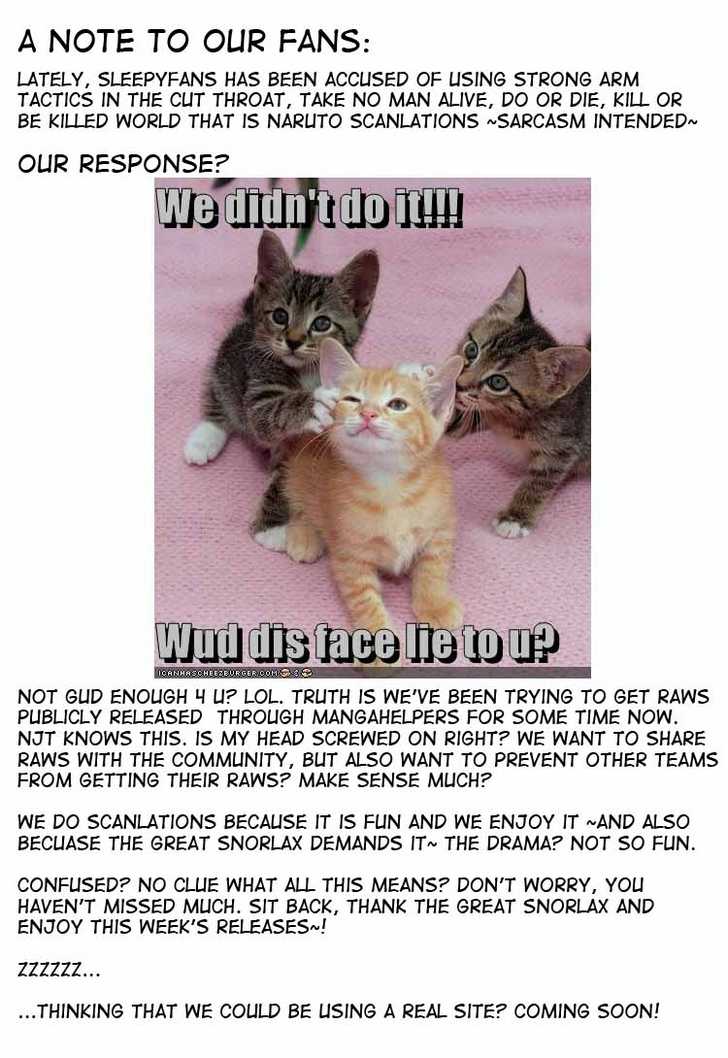 A NOTE TO OUR FANS:
LATELY, SLEEPYFANS HAS BEEN ACCUSED OF USING STRONG ARM
TACTICS IN THE CUT THROAT, TAKE NO MAN ALIVE, DO OR DIE, KILL OR
BE KILLED WORLD THAT IS NARUTO SCANLATIONS ~SARCASM INTENDED~
OUR RESPONSE?
We didn't do it!!!
Wud dis face lie to u?
ICANHASCHEEZBURGER.COM
NOT GUD ENOUGH 4 U? LOL. TRUTH IS WE'VE BEEN TRYING TO GET RAWS
PUBLICLY RELEASED THROUGH MANGAHELPERS FOR SOME TIME NOW.
NJT KNOWS THIS. IS MY HEAD SCREWED ON RIGHT? WE WANT TO SHARE
RAWS WITH THE COMMUNITY, BUT ALSO WANT TO PREVENT OTHER TEAMS
FROM GETTING THEIR RAWS? MAKE SENSE MUCH?
WE DO SCANLATIONS BECAUSE IT IS FUN AND WE ENJOY IT ~AND ALSO
BECUASE THE GREAT SNORLAX DEMANDS IT~ THE DRAMA? NOT SO FUN.
CONFUSED? NO CLUE WHAT ALL THIS MEANS? DON'T WORRY, YOU
HAVEN'T MISSED MUCH. SIT BACK, THANK THE GREAT SNORLAX AND
ENJOY THIS WEEK'S RELEASES~!
ZZZZZZ...
...THINKING THAT WE COULD BE USING A REAL SITE? COMING SOON!